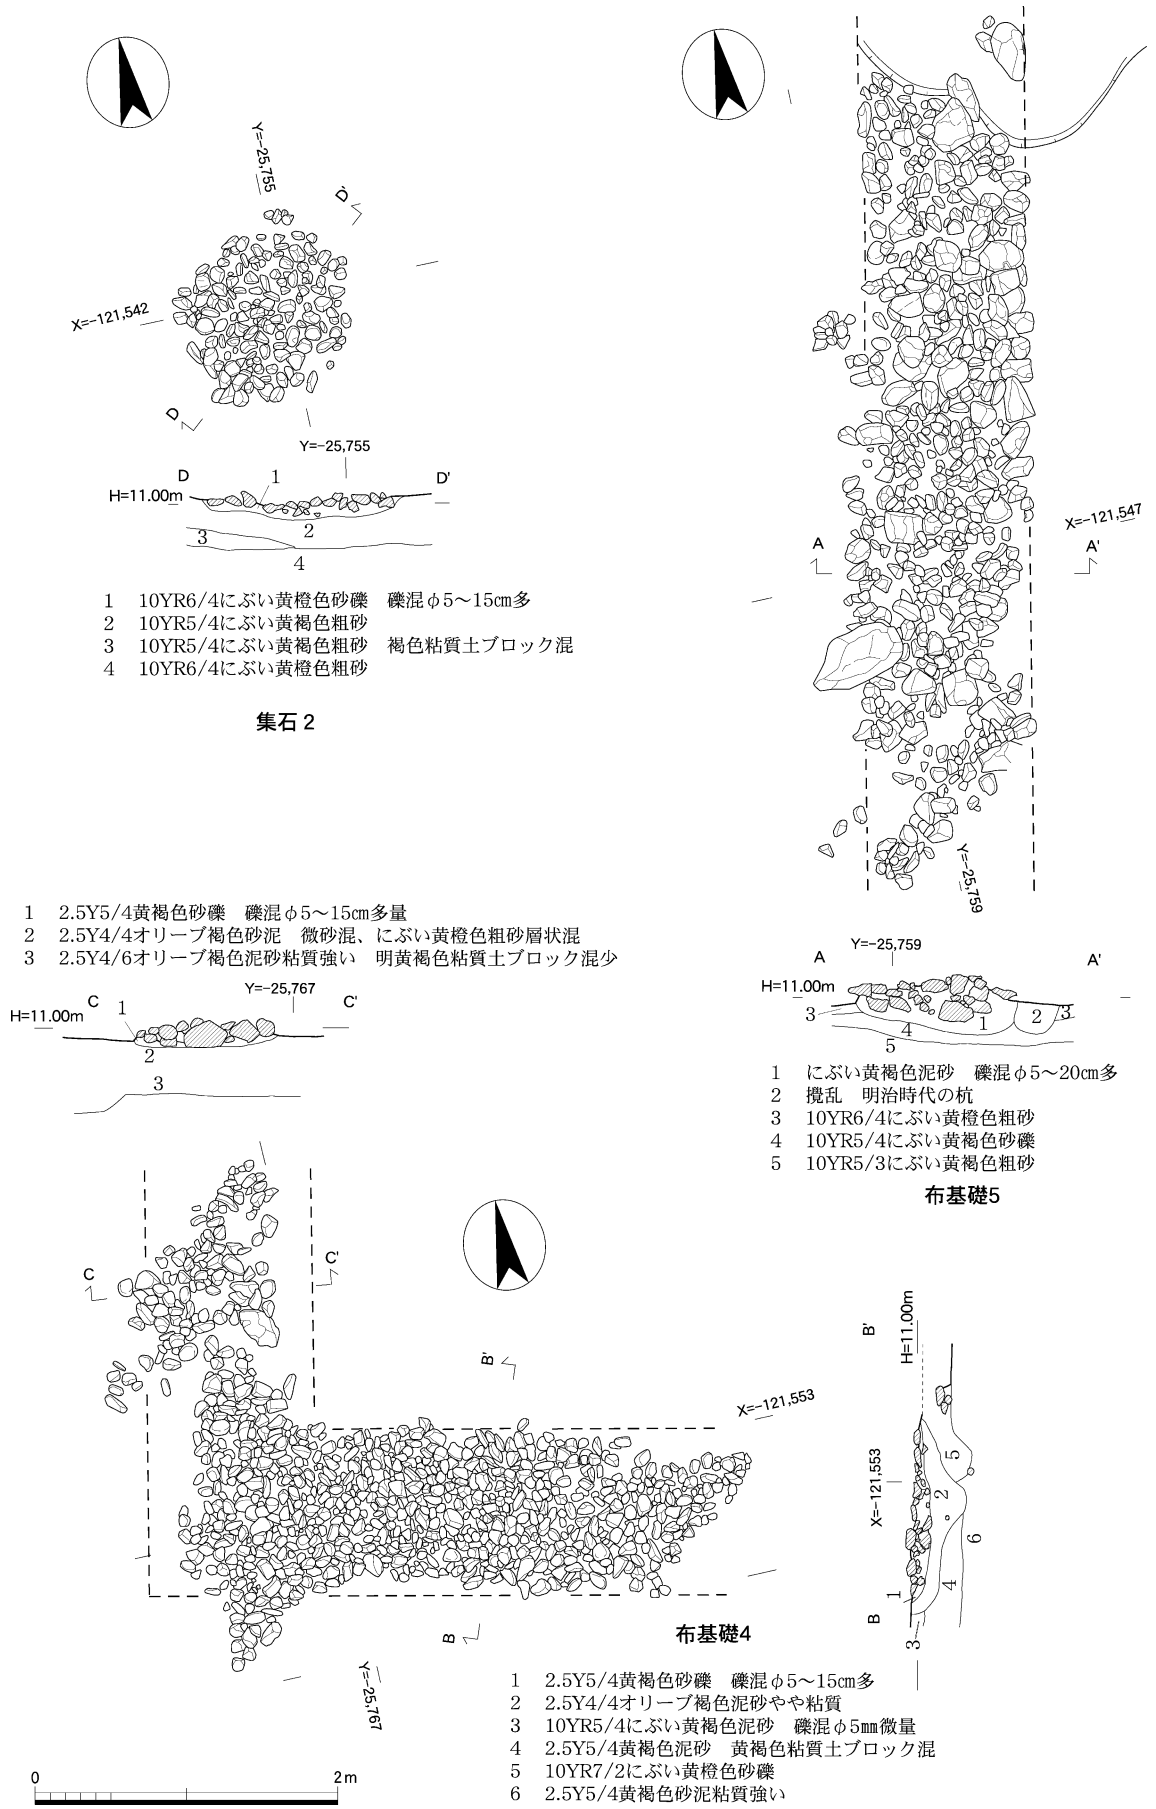 Y=-25,755
D'
X=-121,542
D
Y=-25,755
D
1
D'
H=11.00m
2
3
4
1 10YR6/4にぶい黄橙色砂礫 礫混φ5～15㎝多
2 10YR5/4にぶい黄褐色粗砂
3 10YR5/4にぶい黄褐色粗砂 褐色粘質土ブロック混
4 10YR6/4にぶい黄橙色粗砂
集石2
X=-121,547
A
A'
Y=-25,759
Y=-25,759
A
A'
H=11.00m
3
4
1
2
3
5
1 にぶい黄褐色泥砂 礫混φ5～20㎝多
2 攪乱 明治時代の杭
3 10YR6/4にぶい黄橙色粗砂
4 10YR5/4にぶい黄褐色砂礫
5 10YR5/3にぶい黄褐色粗砂
布基礎5
1 2.5Y5/4黄褐色砂礫 礫混φ5～15㎝多量
2 2.5Y4/4オリーブ褐色砂泥 微砂混、にぶい黄橙色粗砂層状混
3 2.5Y4/6オリーブ褐色泥砂粘質強い 明黄褐色粘質土ブロック混少
Y=-25,767
C
1
C'
H=11.00m
2
3
C
C'
B'
X=-121,553
B
Y=-25,767
B'
H=11.00m
X=-121,553
5
2
6
4
1
B
3
布基礎4
1 2.5Y5/4黄褐色砂礫 礫混φ5～15㎝多
2 2.5Y4/4オリーブ褐色泥砂やや粘質
3 10YR5/4にぶい黄褐色泥砂 礫混φ5㎜微量
4 2.5Y5/4黄褐色泥砂 黄褐色粘質土ブロック混
5 10YR7/2にぶい黄橙色砂礫
6 2.5Y5/4黄褐色砂泥粘質強い
0 2m